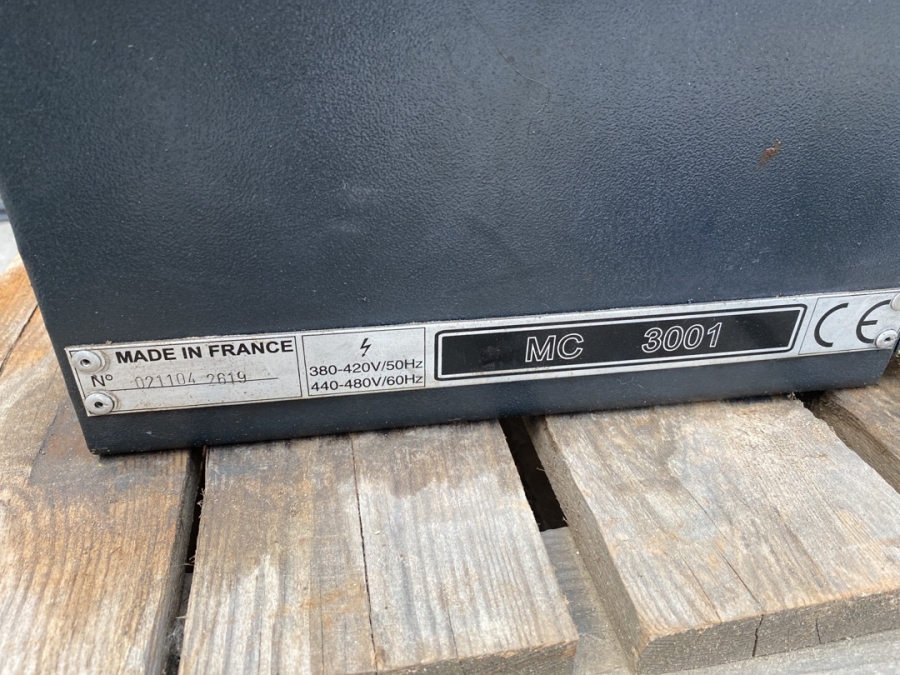 MADE IN FRANCE
N° 021104 2619
380-420V/50Hz
440-480V/60Hz
MC 3001
CE